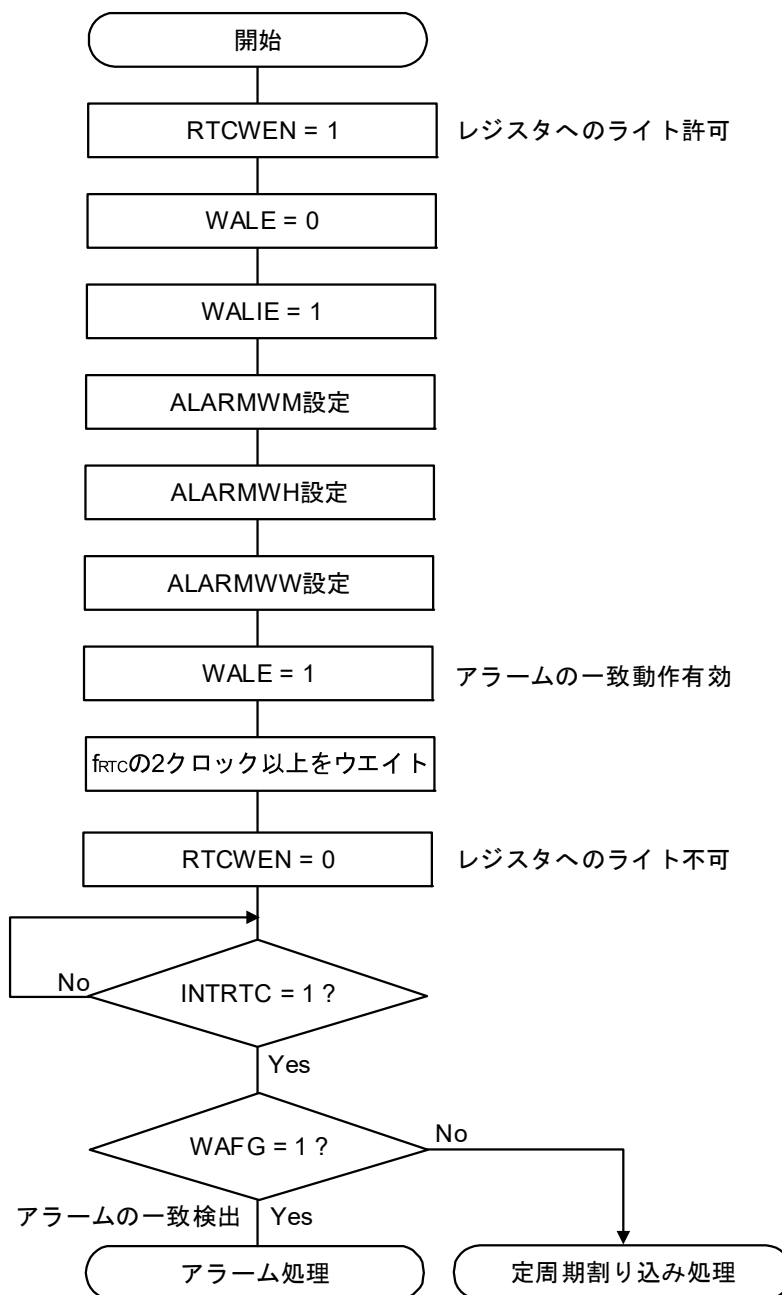 開始
RTCWEN = 1 レジスタへのライト許可
WALE = 0
WALIE = 1
ALARMWM設定
ALARMWH設定
ALARMWW設定
WALE = 1 アラームの一致動作有効
fRTCの2クロック以上をウエイト
RTCWEN = 0 レジスタへのライト不可
No
INTRTC = 1 ?
Yes
WAFG = 1 ?
No
アラームの一致検出 Yes
アラーム処理
定周期割り込み処理